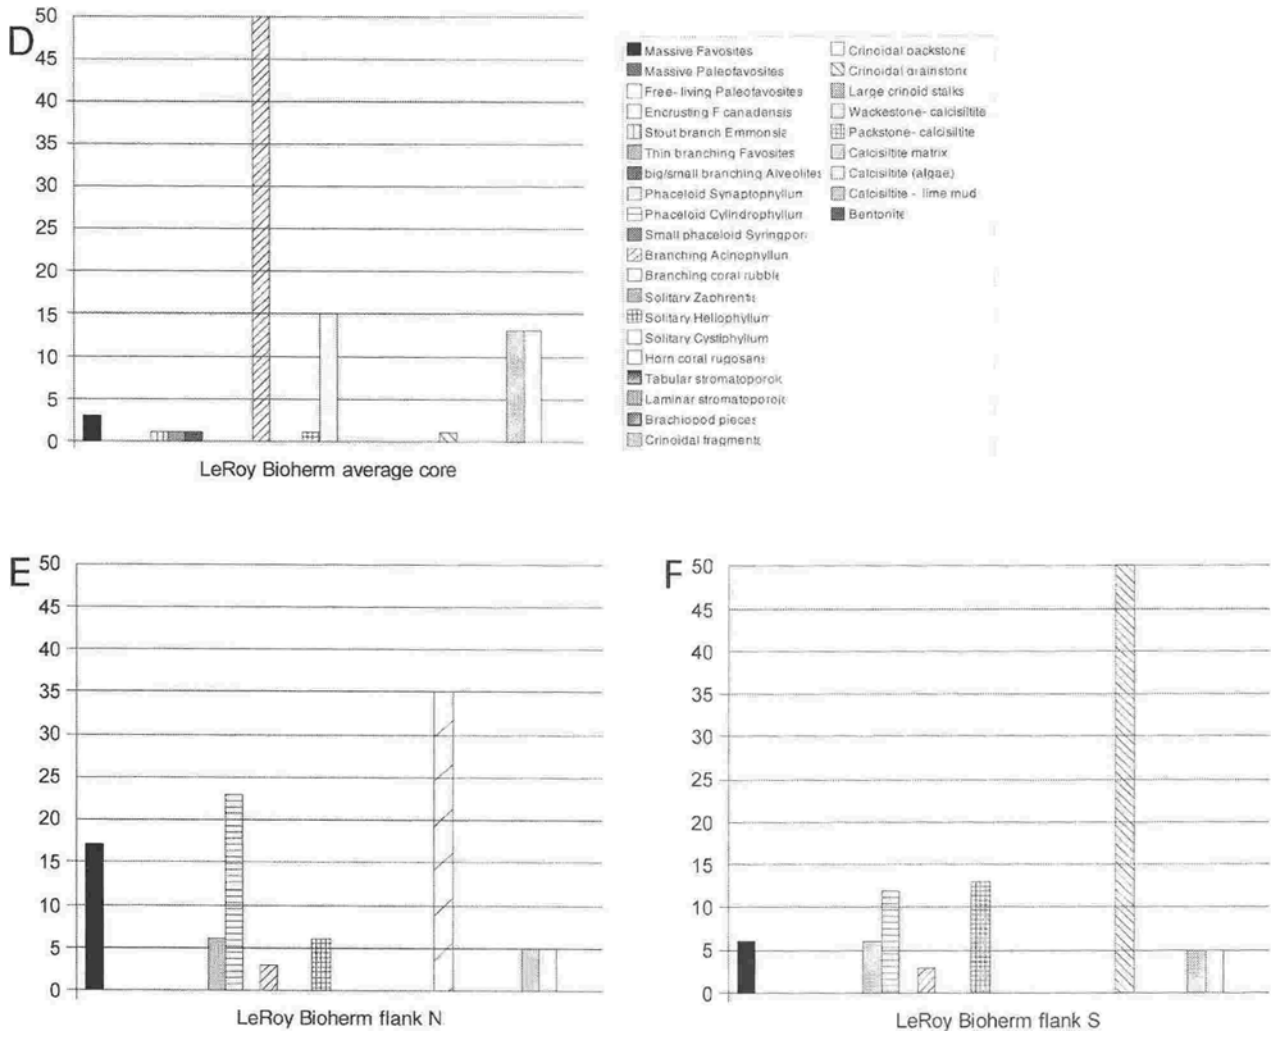 D
50
45
40
35
30
25
20
15
10
5
0
LeRoy Bioherm average core
Massive Favosites
Massive Paleofavosites
Free- living Paleofavosites
Encrusting F canadensis
Stout branch Emmonsia
Thin branching Favosites
big/small branching Alveolites
Phaceloid Synaptophyllum
Phaceloid Cylindrophyllum
Small phaceloid Syringpor
Branching Acinophyllum
Branching coral rubble
Solitary Zaphrentis
Solitary Heliophyllum
Solitary Cystiphyllum
Horn coral rugosans
Tabular stromatoporoi
Laminar stromatoporoi
Brachiopod pieces
Crinoidal fragments
Crinoidal packstone
Crinoidal grainstone
Large crinoid stalks
Wackestone- calcisiltite
Packstone- calcisiltite
Calcisiltite matrix
Calcisiltite (algae)
Calcisiltite - lime mud
Bentonite
E
50
45
40
35
30
25
20
15
10
5
0
LeRoy Bioherm flank N
F
50
45
40
35
30
25
20
15
10
5
0
LeRoy Bioherm flank S